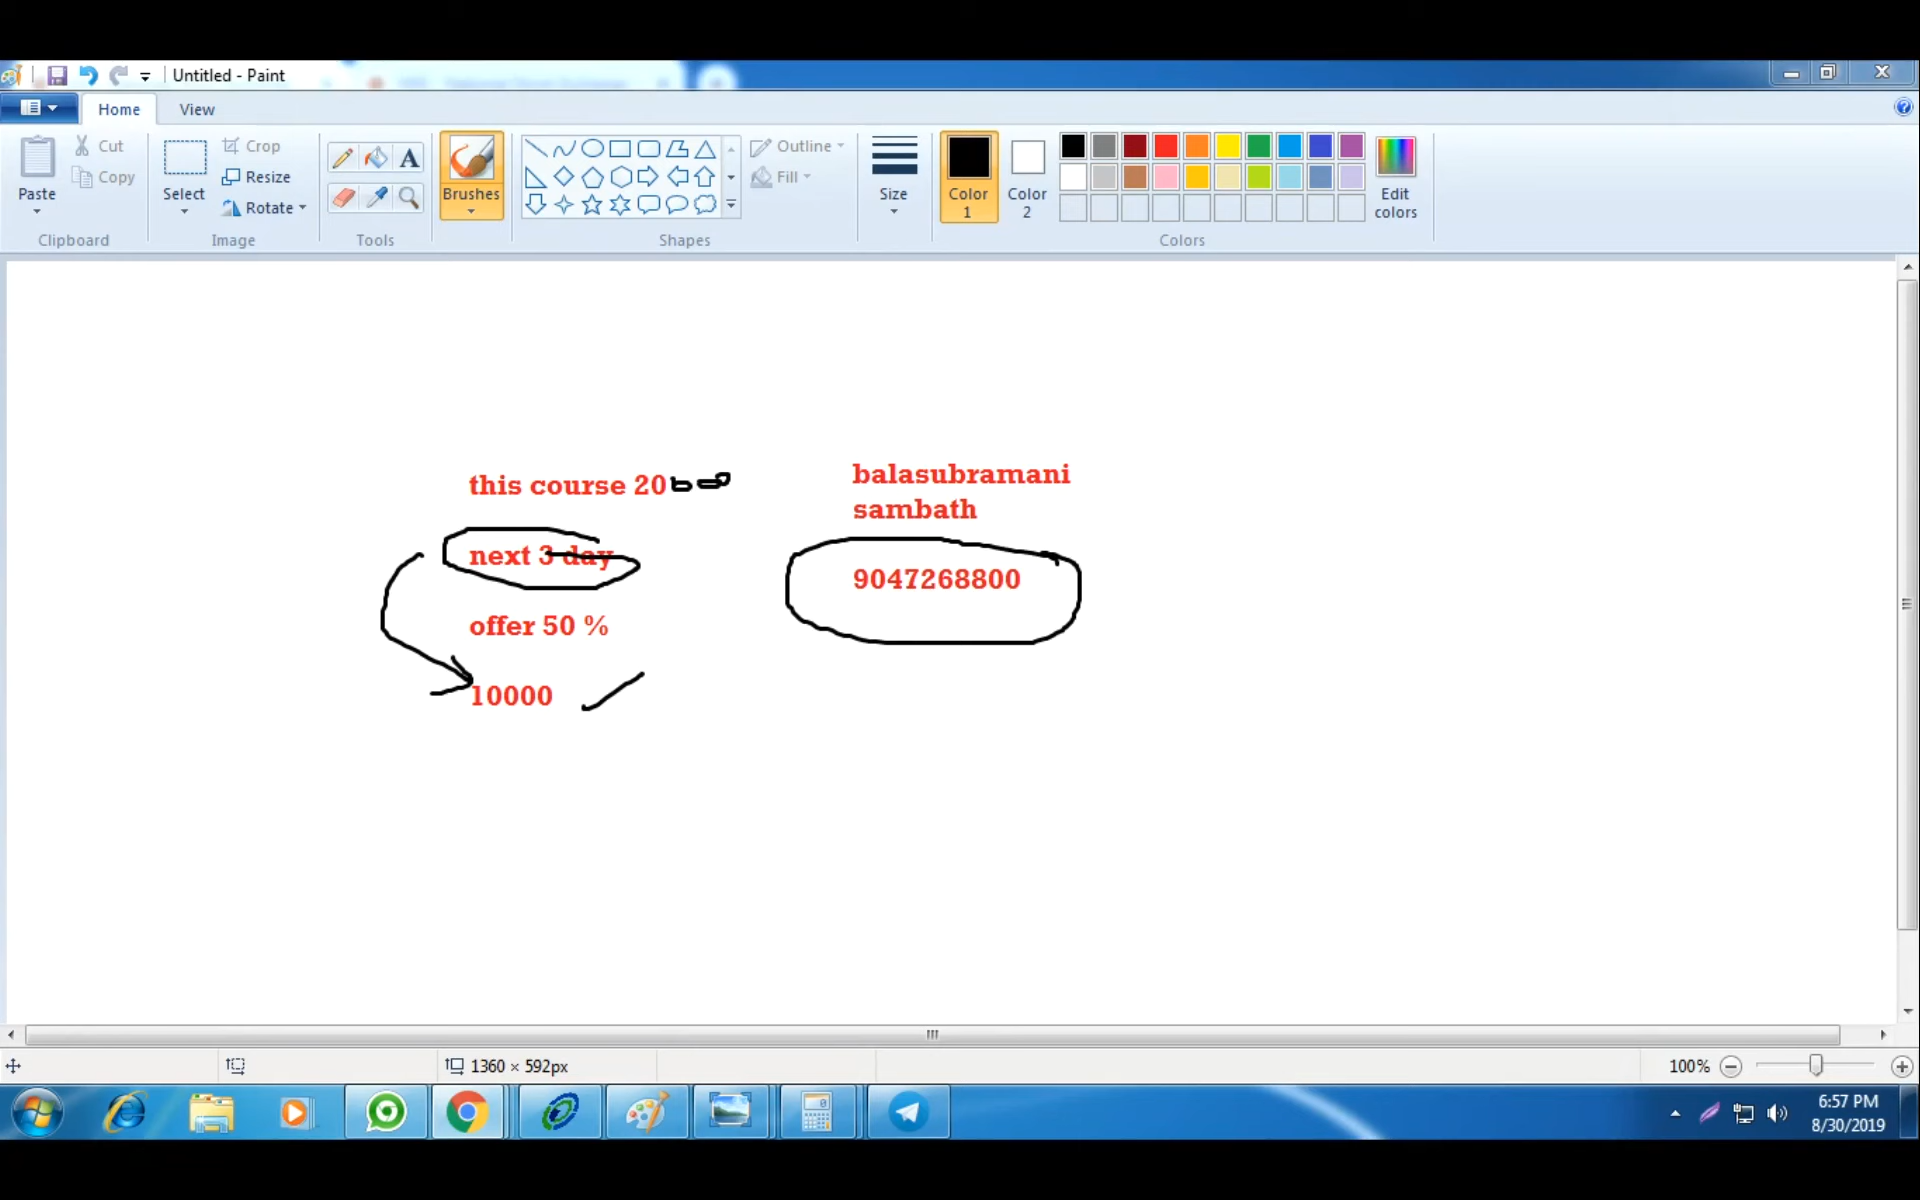 Untitled - Paint
Home View
Cut
Copy
Paste
Clipboard
Select
Crop
Resize
Rotate
Image
Tools
Brushes
Shapes
Outline
Fill
Size
Color 1
Color 2
Edit colors
Colors
this course 20
next 3 day
offer 50 %
10000
balasubramani
sambath
9047268800
1360 × 592px
100%
6:57 PM
8/30/2019